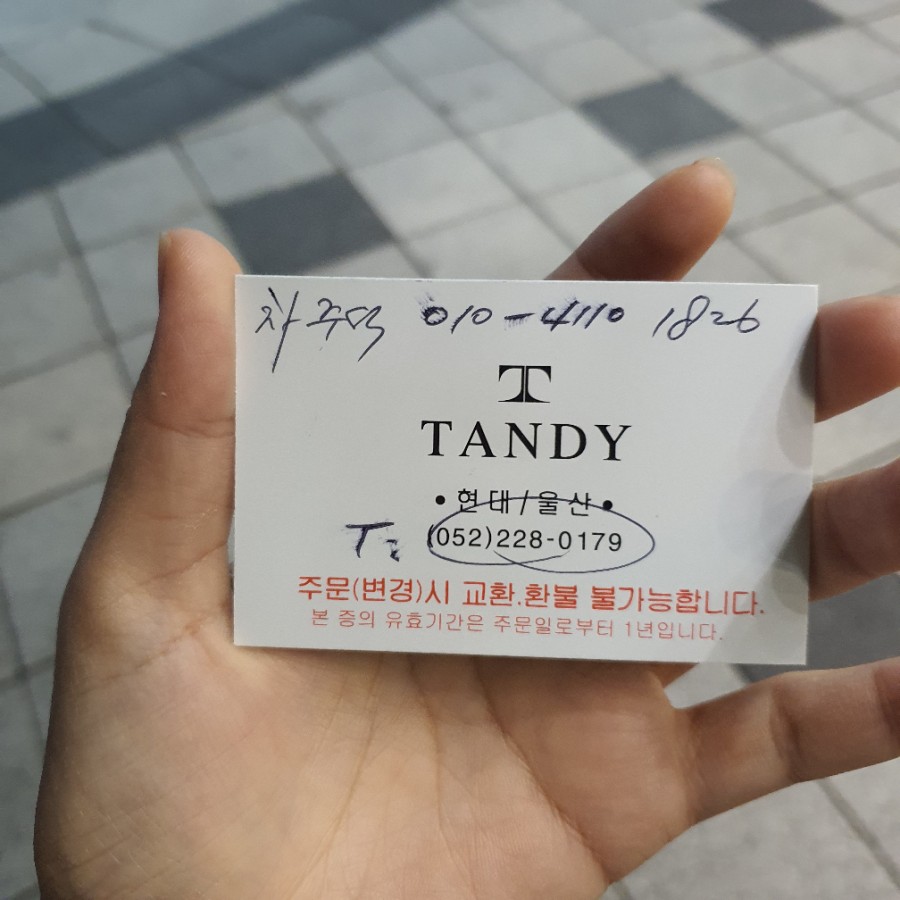 차주덕 010-4110 1826
T
TANDY
• 현대/울산 •
T: (052)228-0179
주문(변경)시 교환.환불 불가능합니다.
본 증의 유효기간은 주문일로부터 1년입니다.